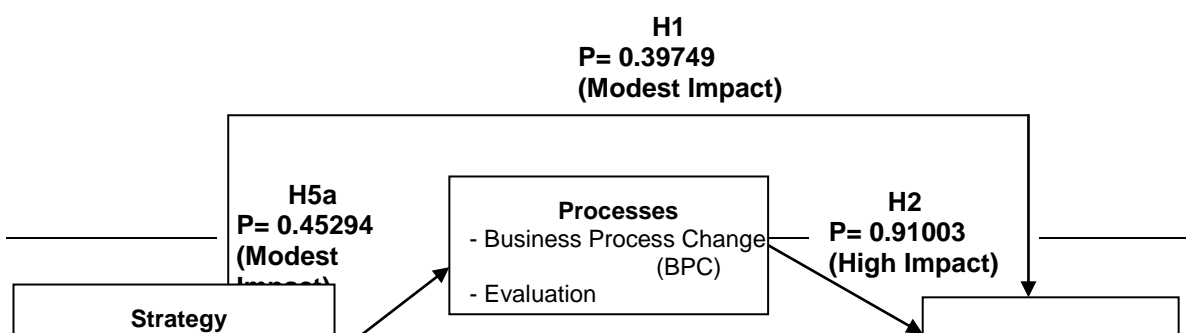 H1
P= 0.39749
(Modest Impact)
H5a
P= 0.45294
(Modest
Impact)
Processes
- Business Process Change
(BPC)
- Evaluation
H2
P= 0.91003
(High Impact)
Strategy